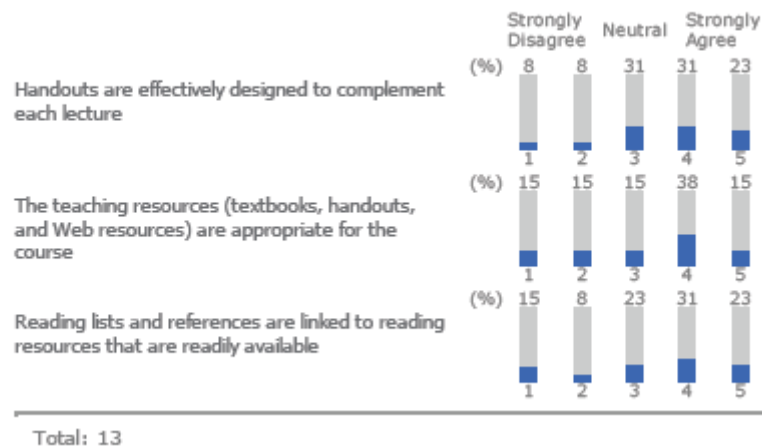 Strongly Disagree Neutral Strongly Agree
(%) 8 8 31 31 23
Handouts are effectively designed to complement
each lecture
1 2 3 4 5
(%) 15 15 15 38 15
The teaching resources (textbooks, handouts,
and Web resources) are appropriate for the
course
1 2 3 4 5
(%) 15 8 23 31 23
Reading lists and references are linked to reading
resources that are readily available
1 2 3 4 5
Total: 13